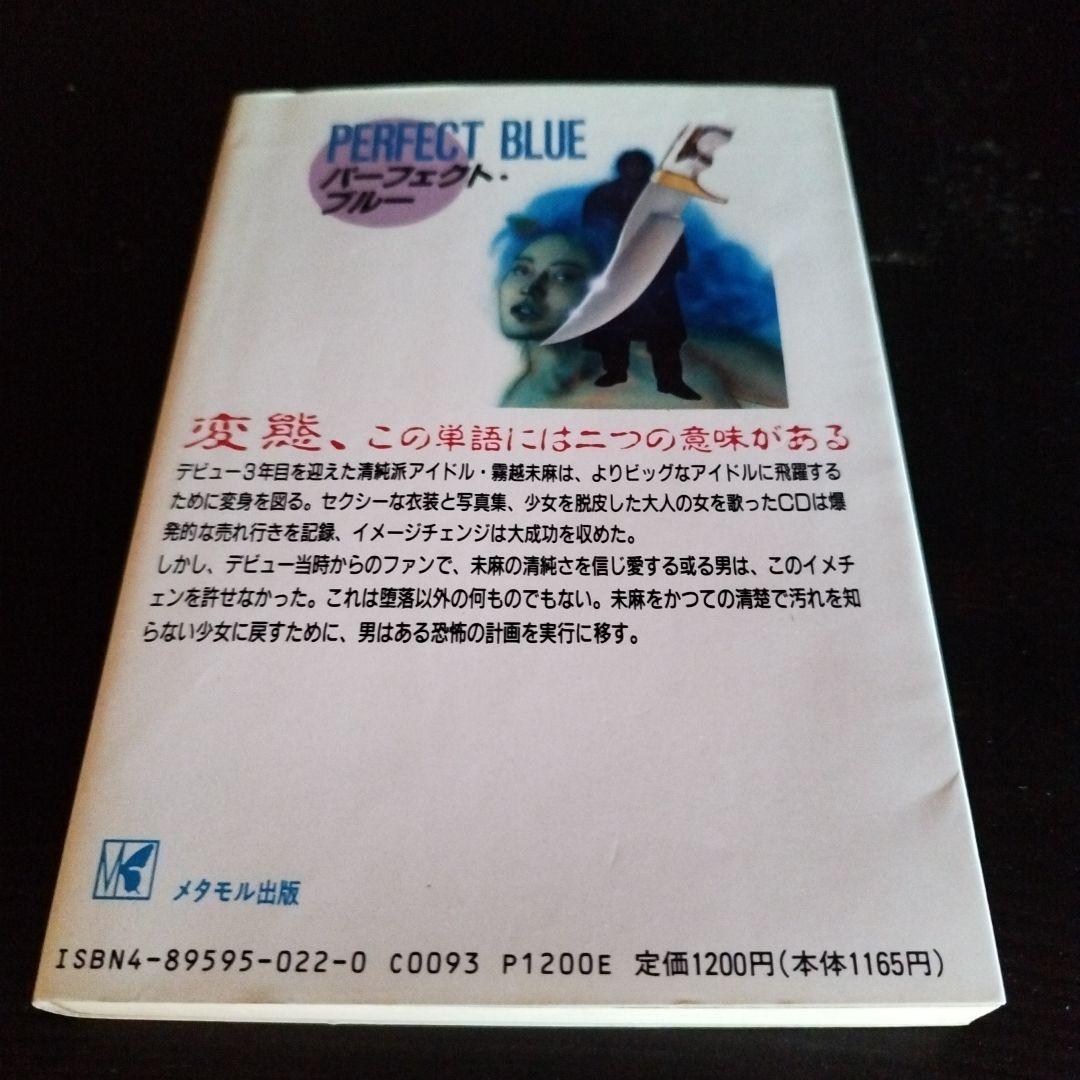 PERFECT BLUE
パーフェクト・
ブルー
変態、この単語には二つの意味がある
デビュー3年目を迎えた清純派アイドル・霧越未麻は、よりビッグなアイドルに飛躍する
ために変身を図る。セクシーな衣装と写真集、少女を脱皮した大人の女を歌ったCDは爆
発的な売れ行きを記録、イメージチェンジは大成功を収めた。
しかし、デビュー当時からのファンで、未麻の清純さを信じ愛する或る男は、このイメチ
ェンを許せなかった。これは堕落以外の何ものでもない。未麻をかつての清楚で汚れを知
らない少女に戻すために、男はある恐怖の計画を実行に移す。
メタモル出版
ISBN4-89595-022-0 C0093 P1200E 定価1200円(本体1165円)